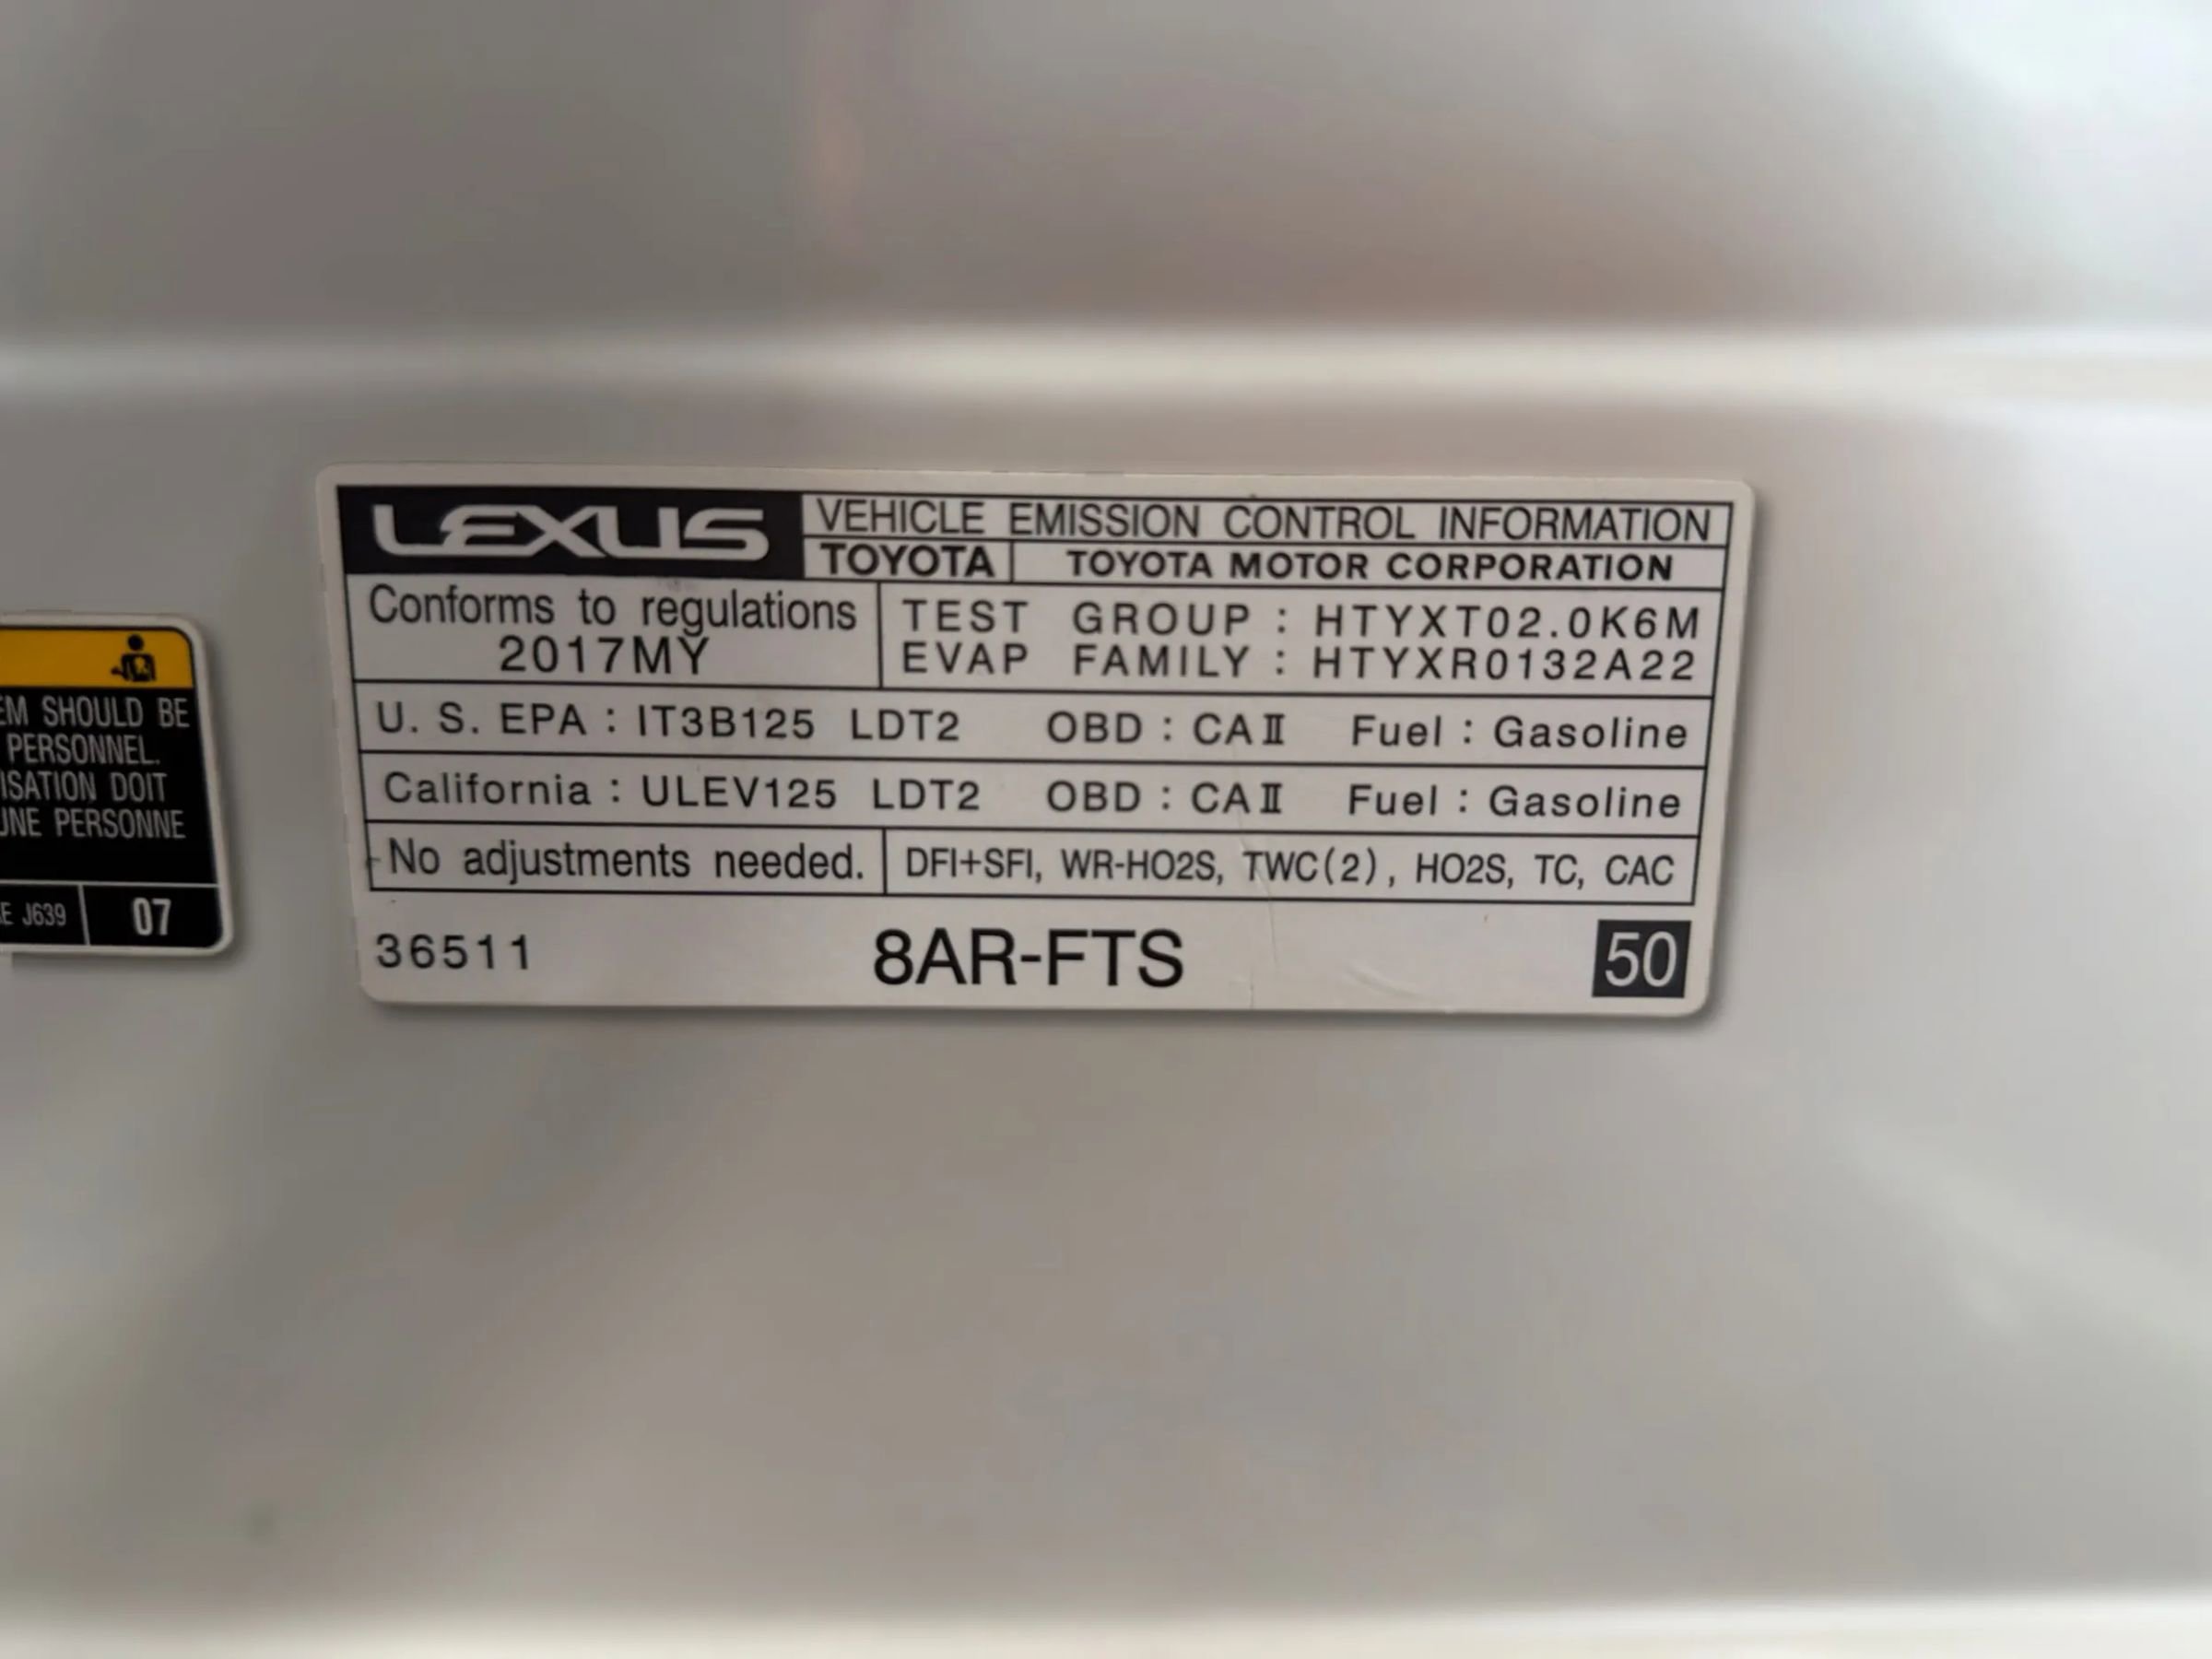 LEXUS VEHICLE EMISSION CONTROL INFORMATION
TOYOTA TOYOTA MOTOR CORPORATION
Conforms to regulations
2017MY
TEST GROUP : HTYXT02.0K6M
EVAP FAMILY : HTYXR0132A22
U. S. EPA : IT3B125 LDT2 OBD : CAⅡ Fuel : Gasoline
California : ULEV125 LDT2 OBD : CAⅡ Fuel : Gasoline
No adjustments needed. DFI+SFI, WR-HO2S, TWC(2), HO2S, TC, CAC
36511 8AR-FTS 50
SHOULD BE
PERSONNEL.
DOIT
PERSONNE
J639 07